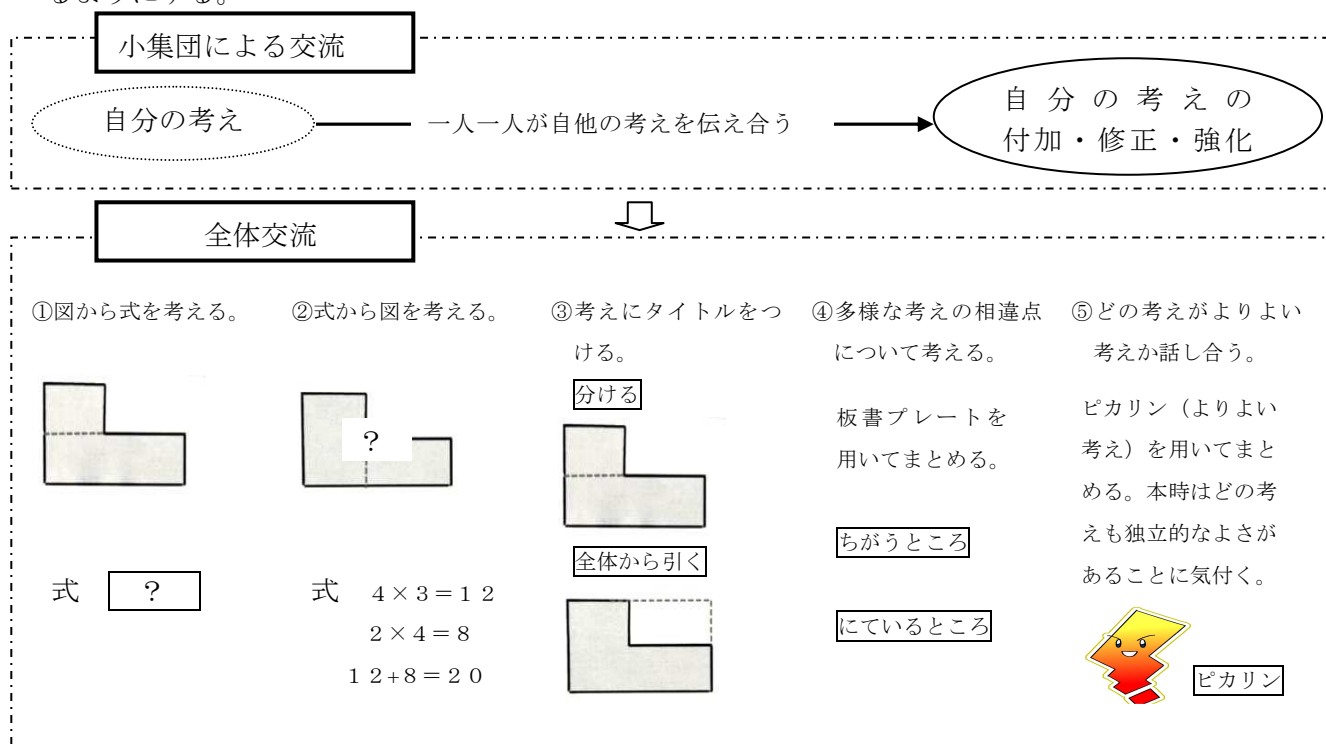 るようにする。
小集団による交流
自分の考え
一人一人が自他の考えを伝え合う
自分の考えの
付加・修正・強化
全体交流
①図から式を考える。
？
式 ？
②式から図を考える。
？
式 ４×３＝１２
２×４＝８
１２+８＝２０
③考えにタイトルをつ
ける。
分ける
全体から引く
④多様な考えの相違点
について考える。
板書プレートを
用いてまとめる。
ちがうところ
にているところ
⑤どの考えがよりよい
考えか話し合う。
ピカリン（よりよい
考え）を用いてまと
める。本時はどの考
えも独立的なよさが
あることに気付く。
ピカリン